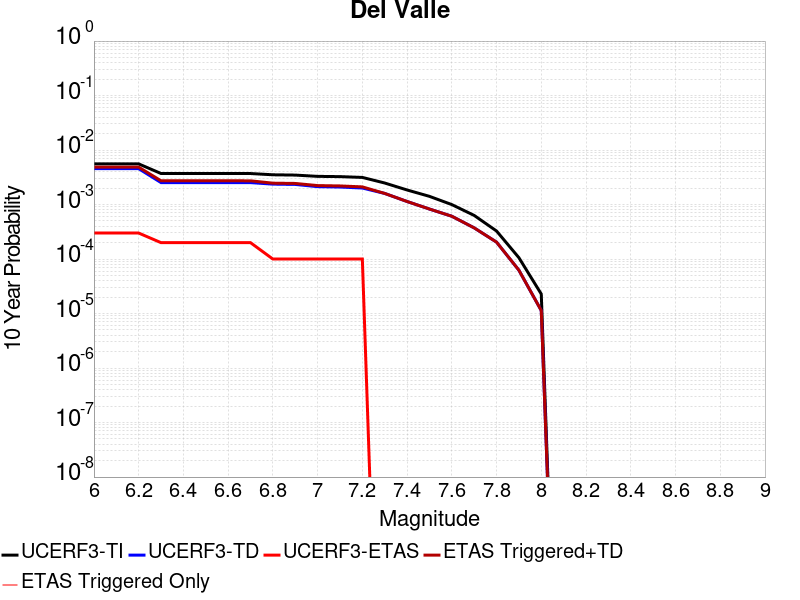 Del Valle
10 0
10 -1
10 -2
10 -3
10 -4
10 -5
10 -6
10 -7
10 -8
10 Year Probability
6 6.2 6.4 6.6 6.8 7 7.2 7.4 7.6 7.8 8 8.2 8.4 8.6 8.8 9
Magnitude
UCERF3-TI UCERF3-TD UCERF3-ETAS ETAS Triggered+TD
ETAS Triggered Only